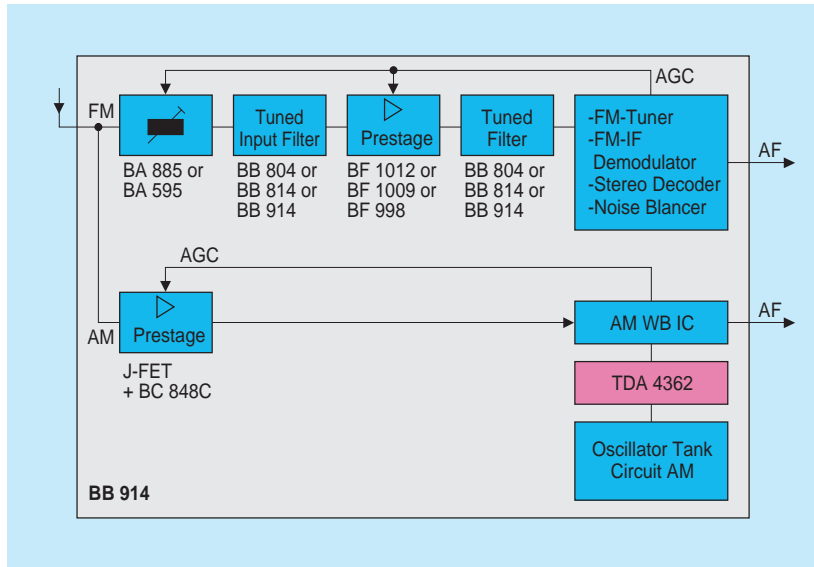 AGC
FM
Tuned
Input Filter
Prestage
Tuned
Filter
-FM-Tuner
-FM-IF
Demodulator
-Stereo Decoder
-Noise Blancer
AF
BA 885 or
BA 595
BB 804 or
BB 814 or
BB 914
BF 1012 or
BF 1009 or
BF 998
BB 804 or
BB 814 or
BB 914
AGC
AM
Prestage
AM WB IC
AF
J-FET
+ BC 848C
TDA 4362
Oscillator Tank
Circuit AM
BB 914